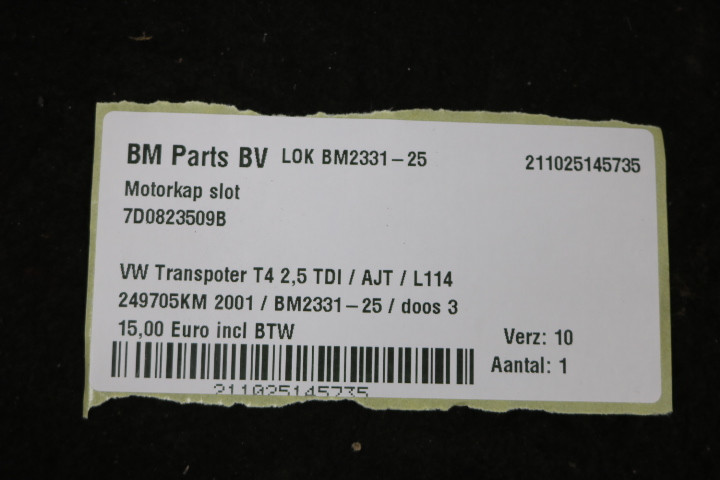 BM Parts BV LOK BM2331-25 211025145735
Motorkap slot
7D0823509B
VW Transpoter T4 2,5 TDI / AJT / L114
249705KM 2001 / BM2331-25 / doos 3
15,00 Euro incl BTW Verz: 10
Aantal: 1
211025145735